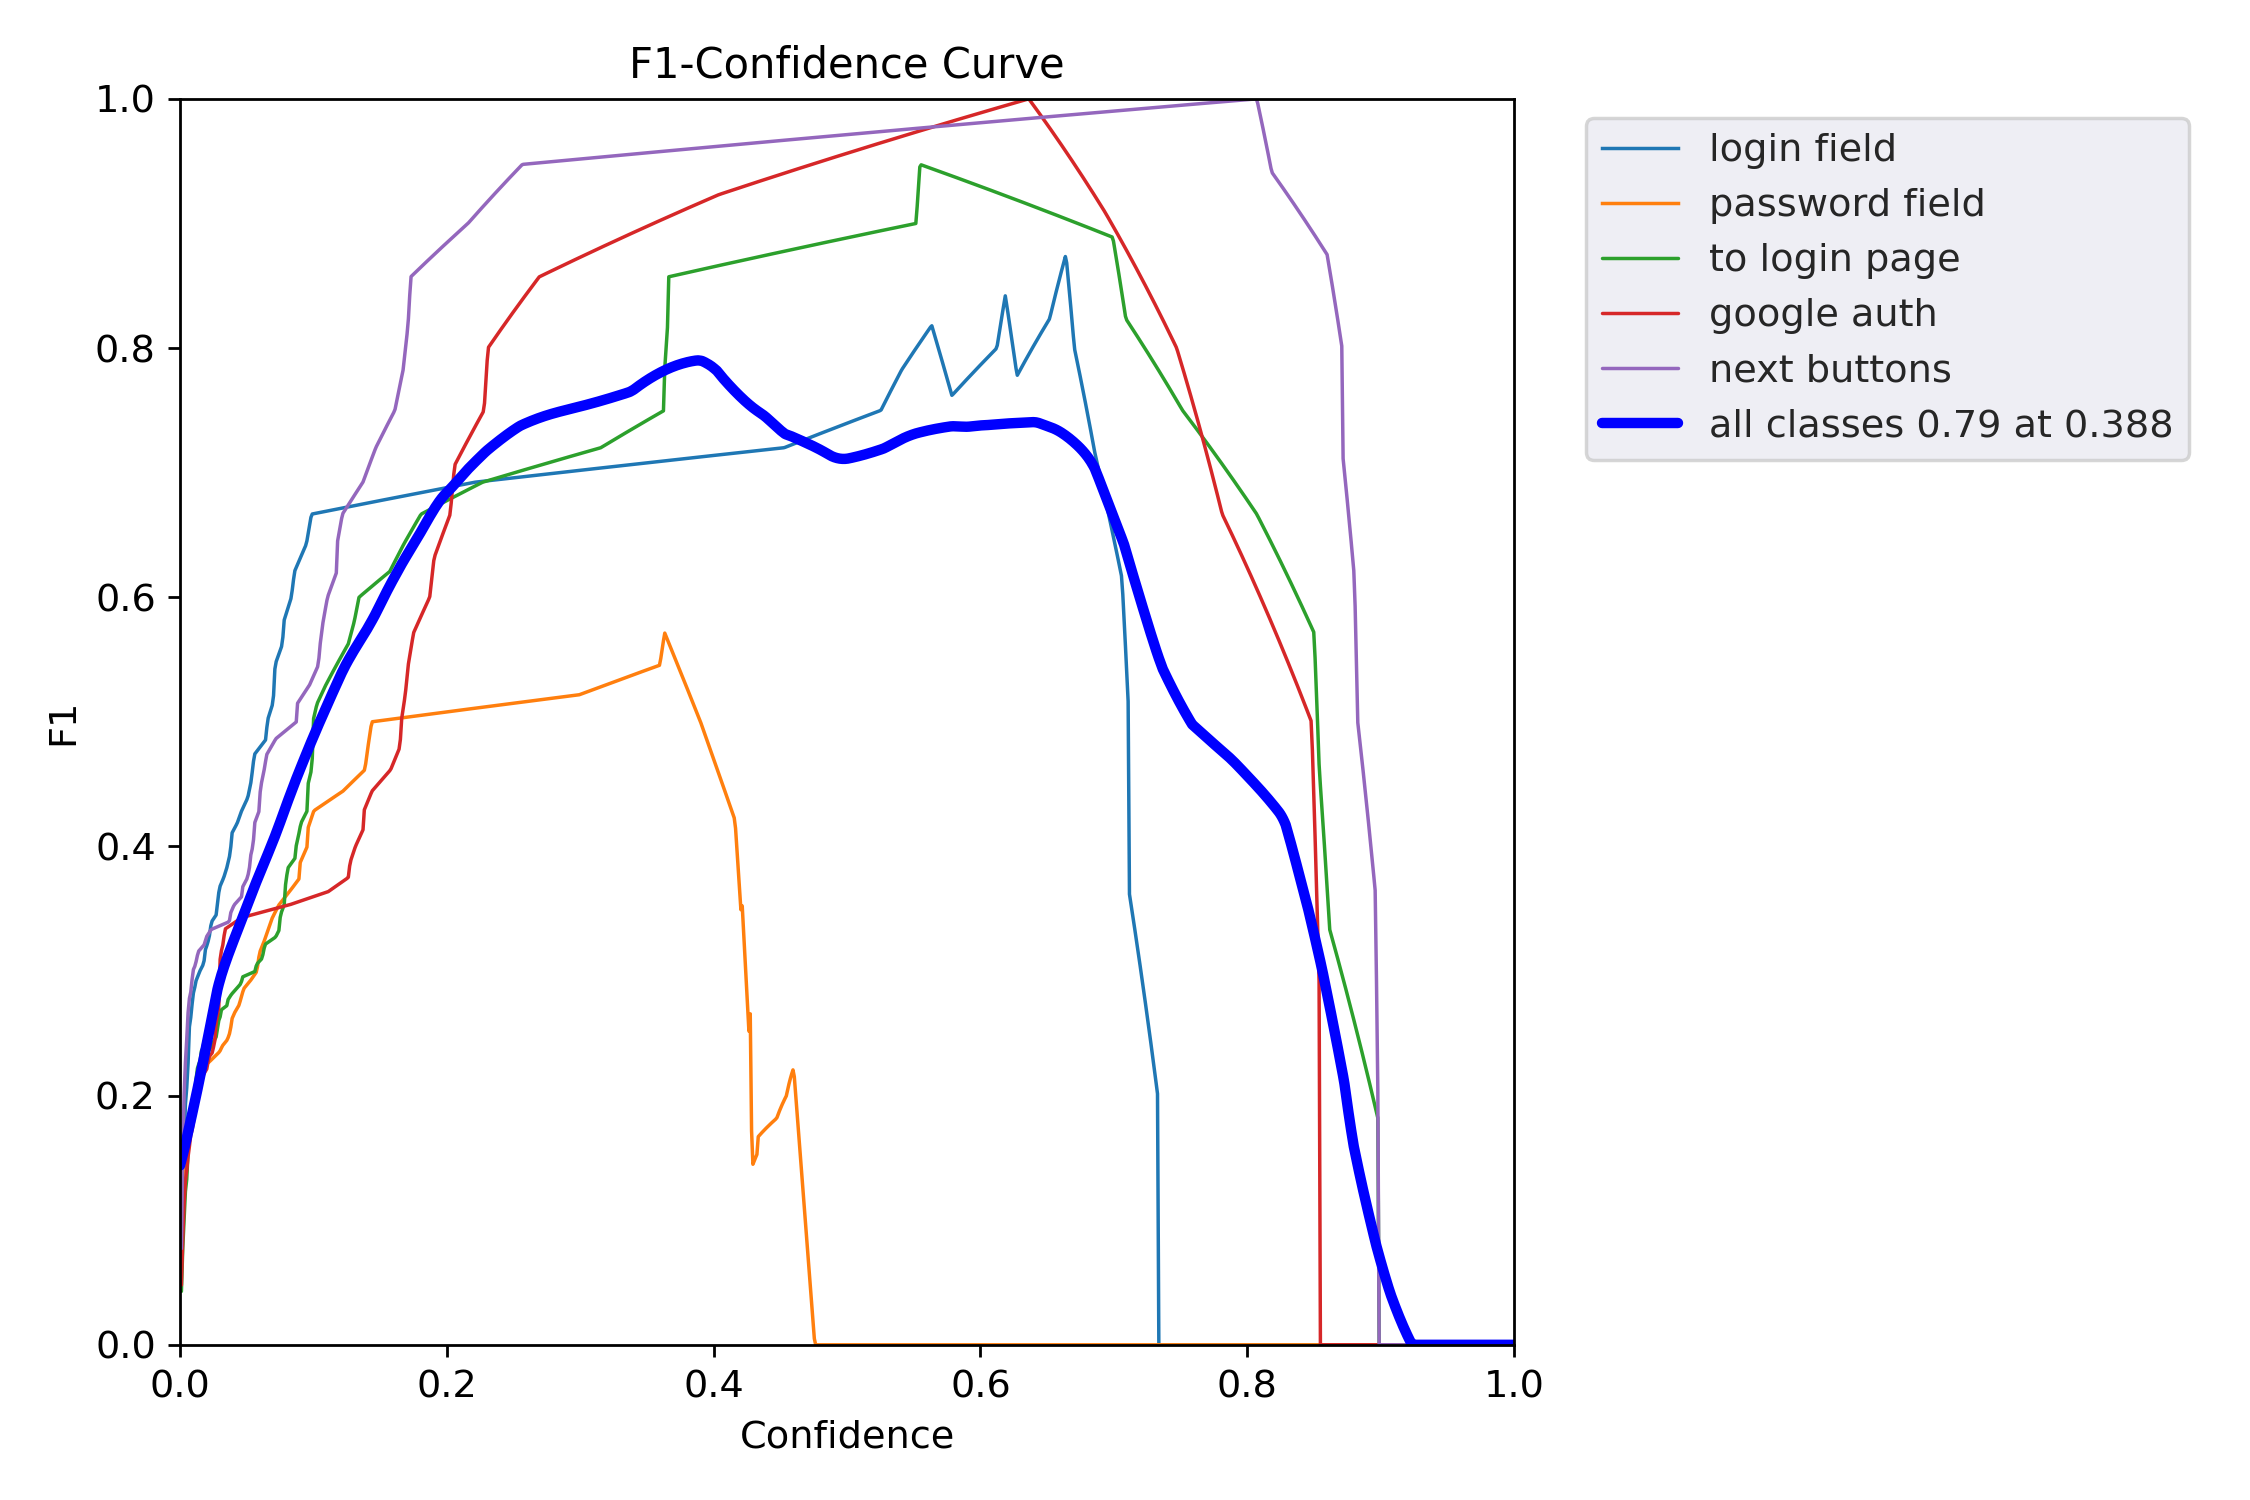 F1-Confidence Curve
1.0
0.8
0.6
0.4
0.2
0.0
F1
0.0 0.2 0.4 0.6 0.8 1.0
Confidence
login field
password field
to login page
google auth
next buttons
all classes 0.79 at 0.388